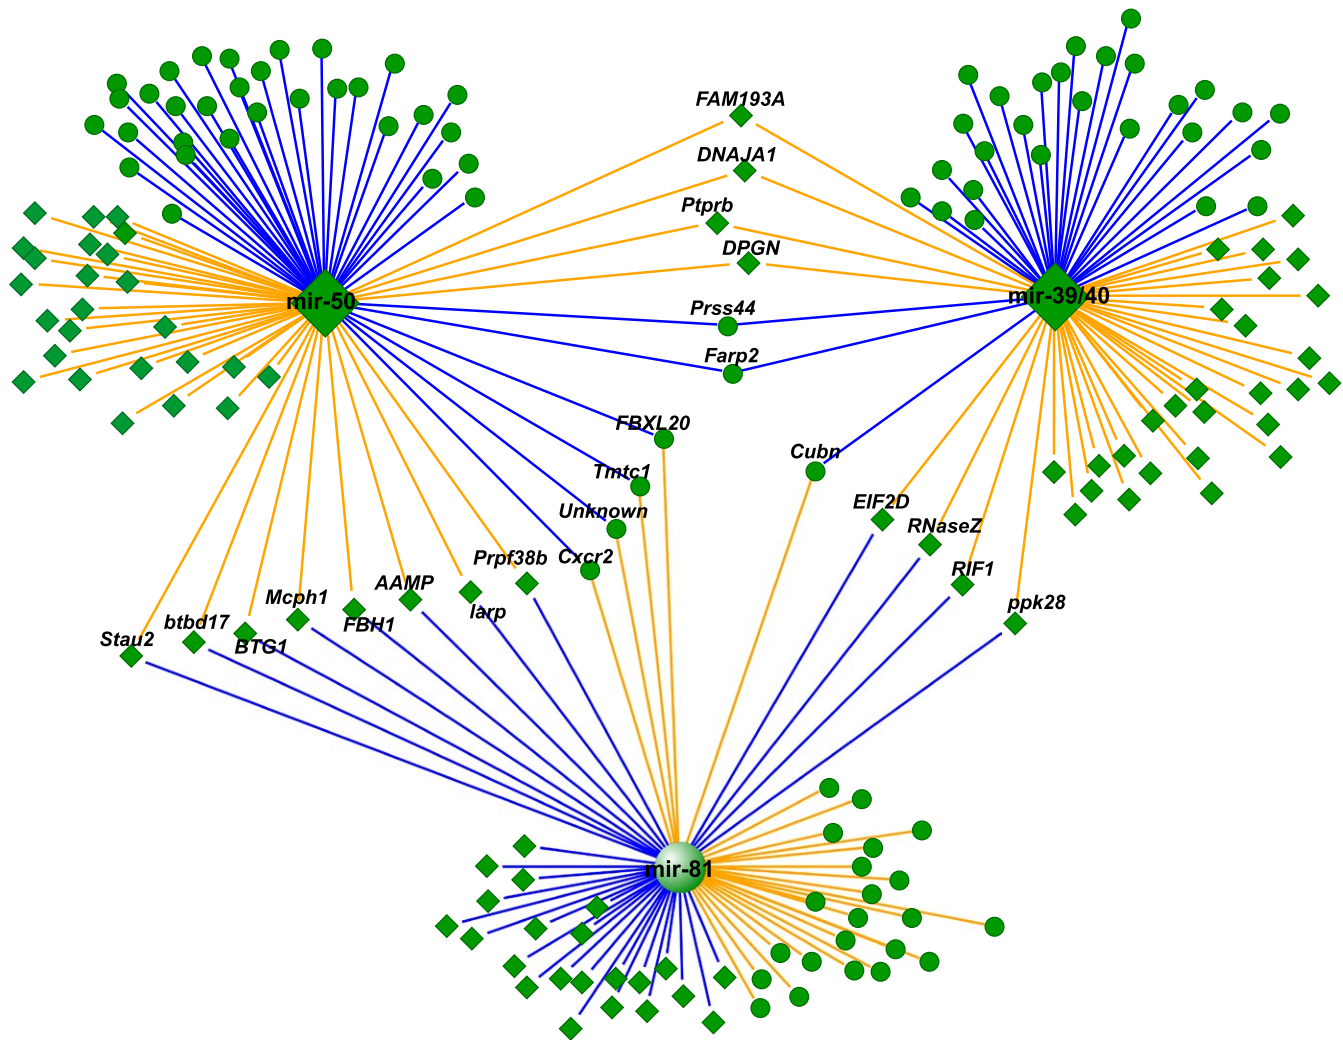 FAM193A
DNAJA1
Ptprb
DPGN
mir-50
mir-39/40
Prss44
Farp2
FBXL20
Cubn
Tmtc1
EIF2D
Unknown
RNaseZ
Prpf38b
Cxcr2
RIF1
AAMP
Mcph1
larp
ppk28
btbd17
FBH1
Stau2
BTG1
mir-81